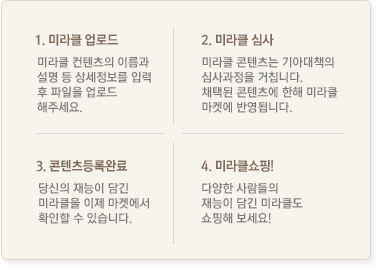 1. 미라클 업로드
미라클 컨텐츠의 이름과
설명 등 상세정보를 입력
후 파일을 업로드
해주세요.
2. 미라클 심사
미라클 콘텐츠는 기아대책의
심사과정을 거칩니다.
채택된 콘텐츠에 한해 미라클
마켓에 반영됩니다.
3. 콘텐츠등록완료
당신의 재능이 담긴
미라클을 이제 마켓에서
확인할 수 있습니다.
4. 미라클쇼핑!
다양한 사람들의
재능이 담긴 미라클도
쇼핑해 보세요!